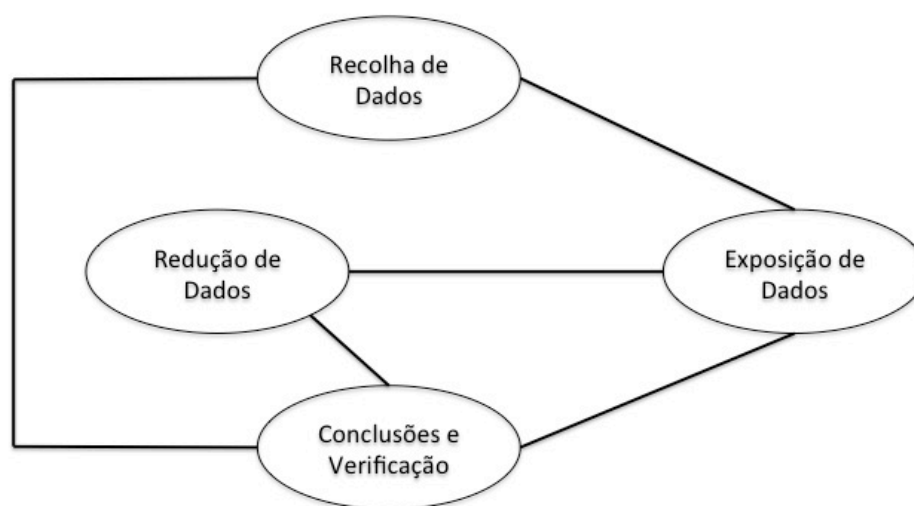 Recolha de
Dados
Redução de
Dados
Exposição de
Dados
Conclusões e
Verificação